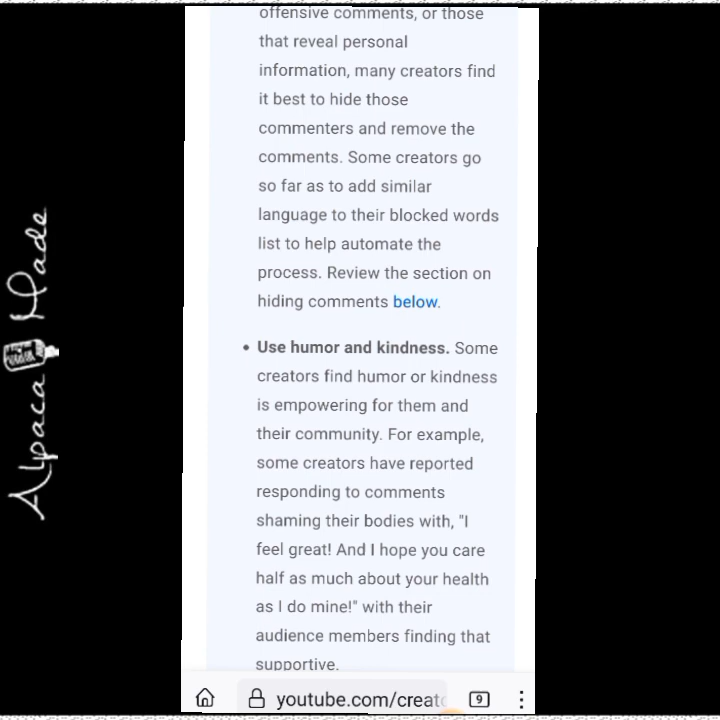 offensive comments, or those
that reveal personal
information, many creators find
it best to hide those
commenters and remove the
comments. Some creators go
so far as to add similar
language to their blocked words
list to help automate the
process. Review the section on
hiding comments below.
• Use humor and kindness. Some
creators find humor or kindness
is empowering for them and
their community. For example,
some creators have reported
responding to comments
shaming their bodies with, "I
feel great! And I hope you care
half as much about your health
as I do mine!" with their
audience members finding that
supportive.
youtube.com/creato
9
Alpaca Made